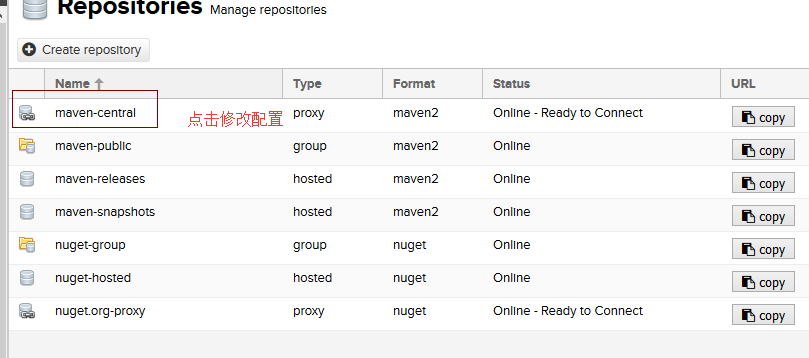 Repositories Manage repositories
Create repository
Name Type Format Status URL
maven-central 点击修改配置 proxy maven2 Online - Ready to Connect copy
maven-public group maven2 Online copy
maven-releases hosted maven2 Online copy
maven-snapshots hosted maven2 Online copy
nuget-group group nuget Online copy
nuget-hosted hosted nuget Online copy
nuget.org-proxy proxy nuget Online - Ready to Connect copy